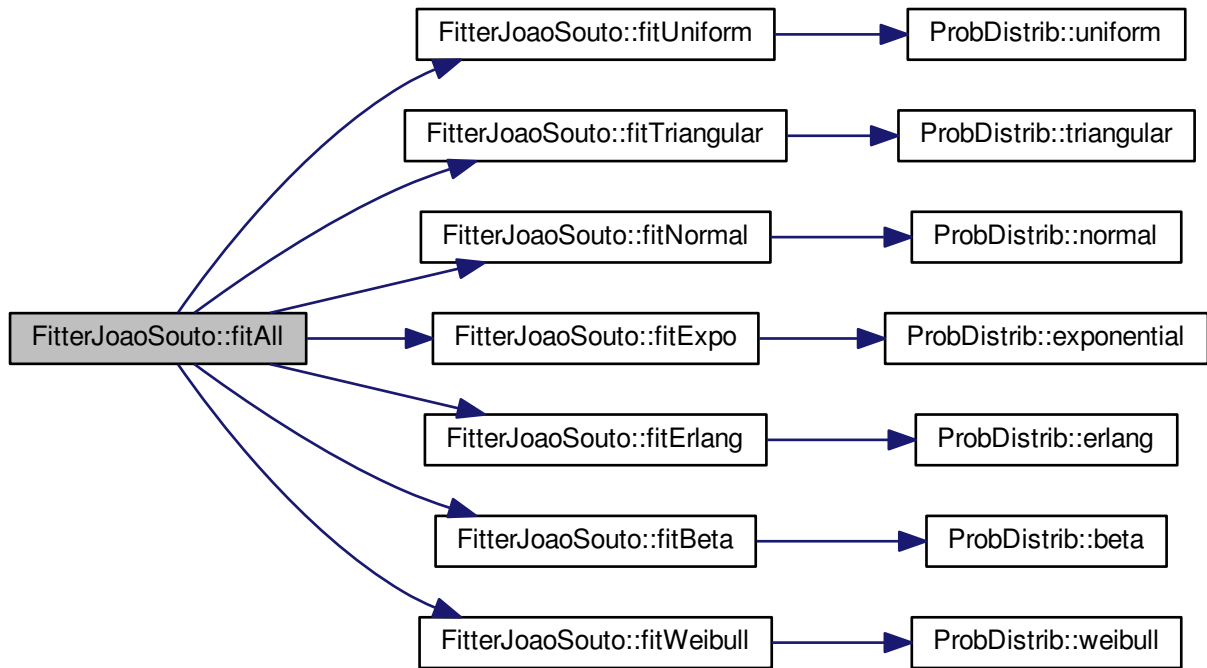 FitterJoaoSouto::fitUniform
ProbDistrib::uniform
FitterJoaoSouto::fitTriangular
ProbDistrib::triangular
FitterJoaoSouto::fitNormal
ProbDistrib::normal
FitterJoaoSouto::fitAll
FitterJoaoSouto::fitExpo
ProbDistrib::exponential
FitterJoaoSouto::fitErlang
ProbDistrib::erlang
FitterJoaoSouto::fitBeta
ProbDistrib::beta
FitterJoaoSouto::fitWeibull
ProbDistrib::weibull